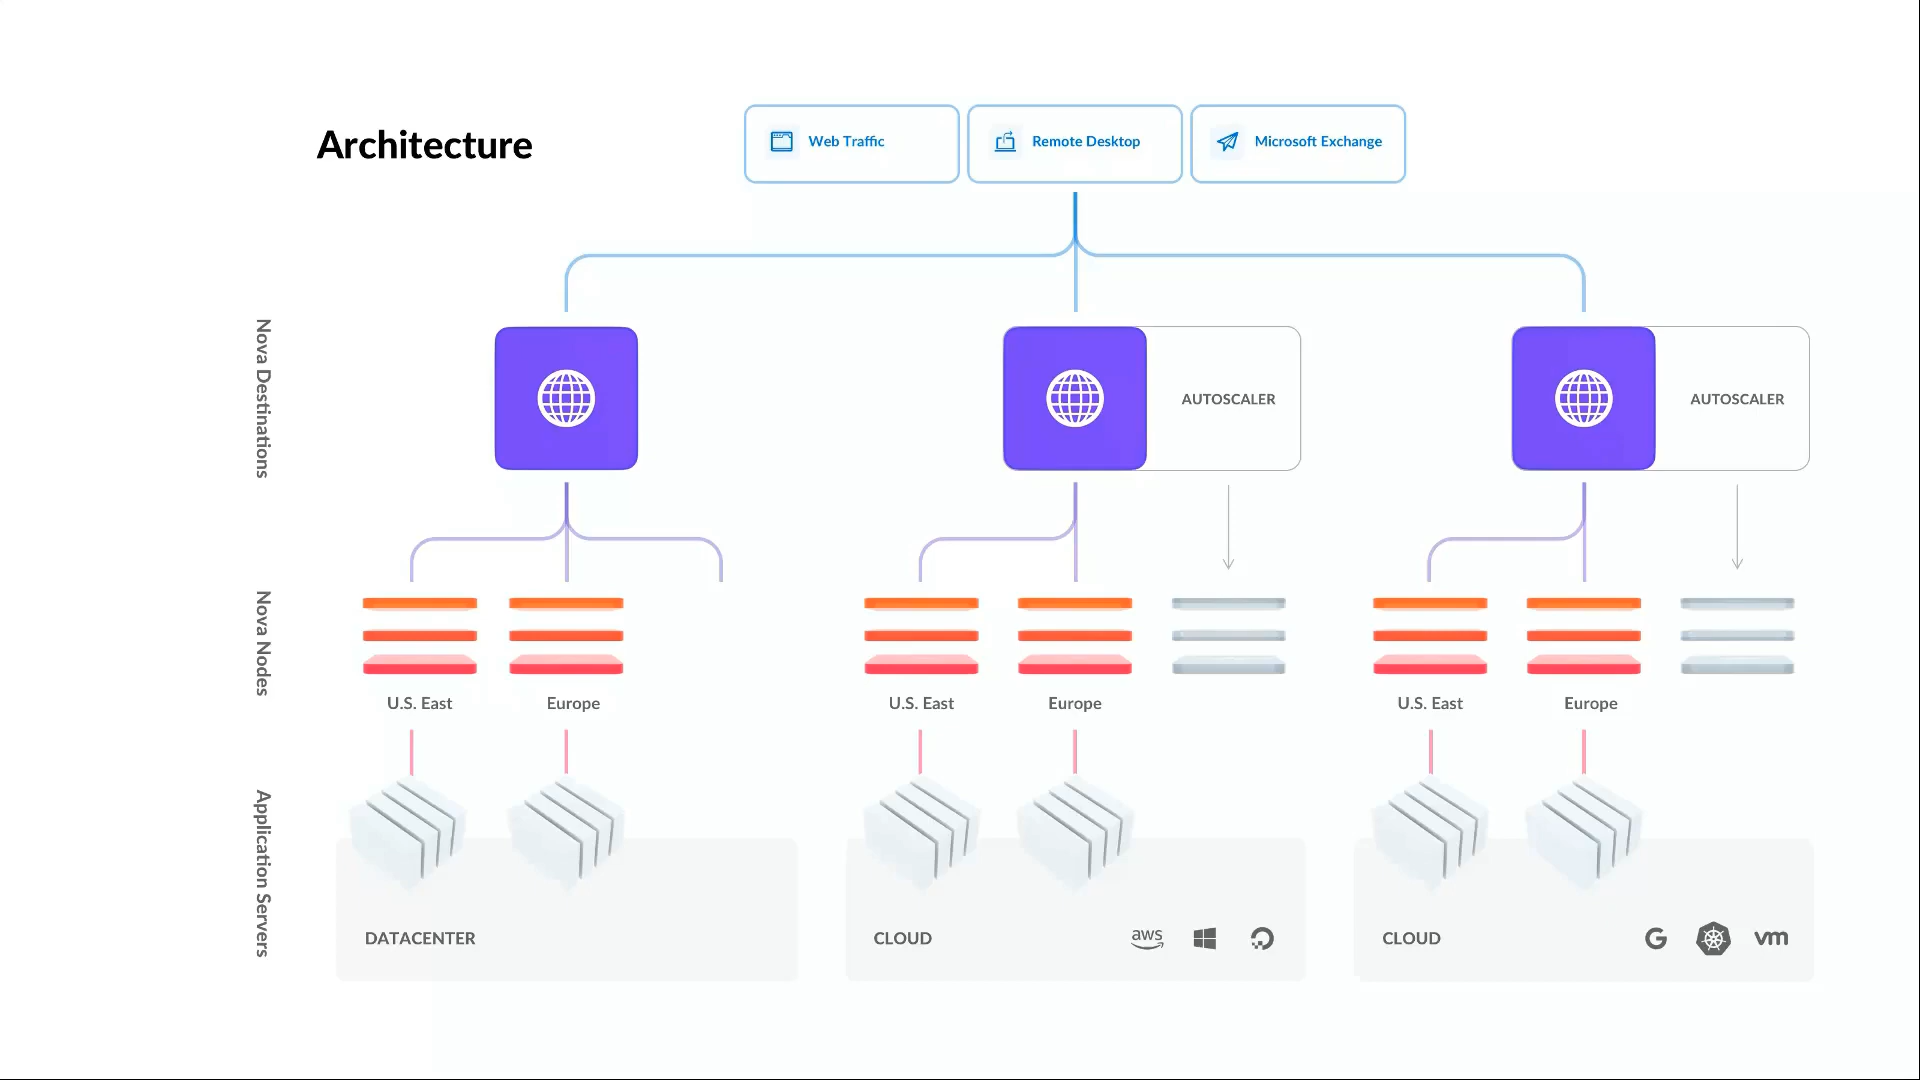 Architecture
Web Traffic
Remote Desktop
Microsoft Exchange
Nova Destinations
AUTOSCALER
AUTOSCALER
Nova Nodes
U.S. East
Europe
U.S. East
Europe
U.S. East
Europe
Application Servers
DATACENTER
CLOUD
aws
CLOUD
G
vm